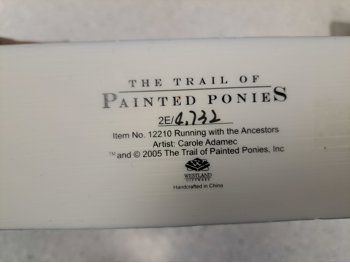 THE TRAIL OF
PAINTED PONIES
2E/4,732
Item No. 12210 Running with the Ancestors
Artist: Carole Adamec
™ and © 2005 The Trail of Painted Ponies, Inc
WESTLAND
GIFTWARE
Handcrafted in China